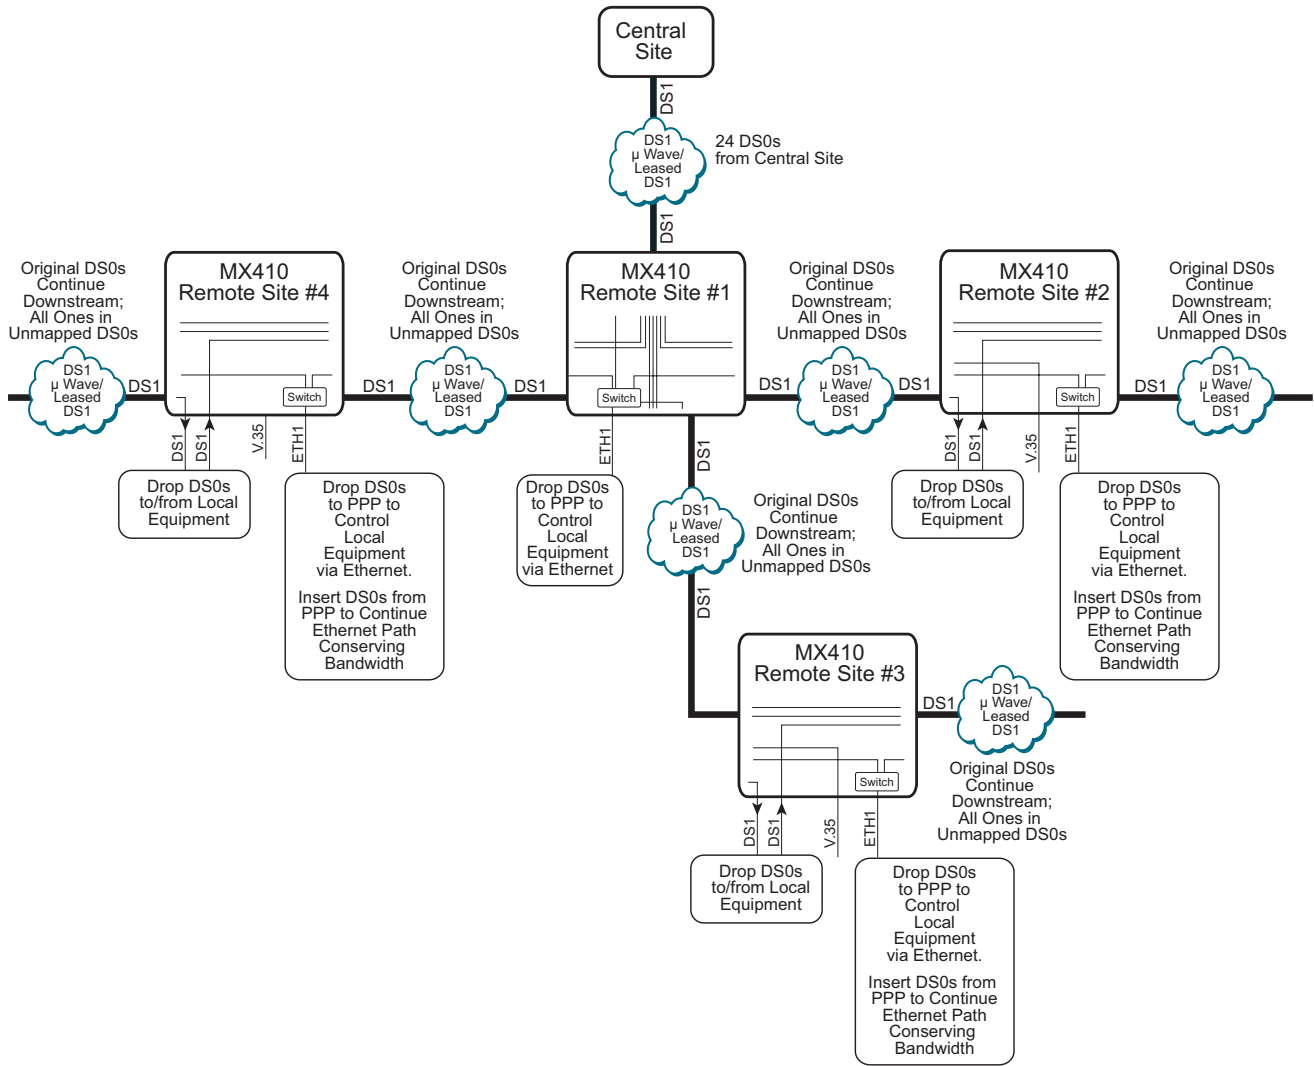 Central
Site
DS1
DS1
µ Wave/
Leased
DS1
24 DS0s
from Central Site
DS1
Original DS0s
Continue
Downstream;
All Ones in
Unmapped DS0s
DS1
µ Wave/
Leased
DS1
DS1
MX410
Remote Site #4
Switch
DS1
DS1
V.35
ETH1
Drop DS0s
to/from Local
Equipment
Drop DS0s
to PPP to
Control
Local
Equipment
via Ethernet.
Insert DS0s from
PPP to Continue
Ethernet Path
Conserving
Bandwidth
DS1
Original DS0s
Continue
Downstream;
All Ones in
Unmapped DS0s
DS1
µ Wave/
Leased
DS1
DS1
MX410
Remote Site #1
Switch
ETH1
Drop DS0s
to PPP to
Control
Local
Equipment
via Ethernet
DS1
Original DS0s
Continue
Downstream;
All Ones in
Unmapped DS0s
DS1
µ Wave/
Leased
DS1
DS1
MX410
Remote Site #2
Switch
DS1
DS1
V.35
ETH1
Drop DS0s
to/from Local
Equipment
Drop DS0s
to PPP to
Control
Local
Equipment
via Ethernet.
Insert DS0s from
PPP to Continue
Ethernet Path
Conserving
Bandwidth
DS1
Original DS0s
Continue
Downstream;
All Ones in
Unmapped DS0s
DS1
µ Wave/
Leased
DS1
DS1
DS1
µ Wave/
Leased
DS1
Original DS0s
Continue
Downstream;
All Ones in
Unmapped DS0s
DS1
MX410
Remote Site #3
Switch
DS1
DS1
V.35
ETH1
Drop DS0s
to/from Local
Equipment
Drop DS0s
to PPP to
Control
Local
Equipment
via Ethernet.
Insert DS0s from
PPP to Continue
Ethernet Path
Conserving
Bandwidth
DS1
DS1
µ Wave/
Leased
DS1
Original DS0s
Continue
Downstream;
All Ones in
Unmapped DS0s